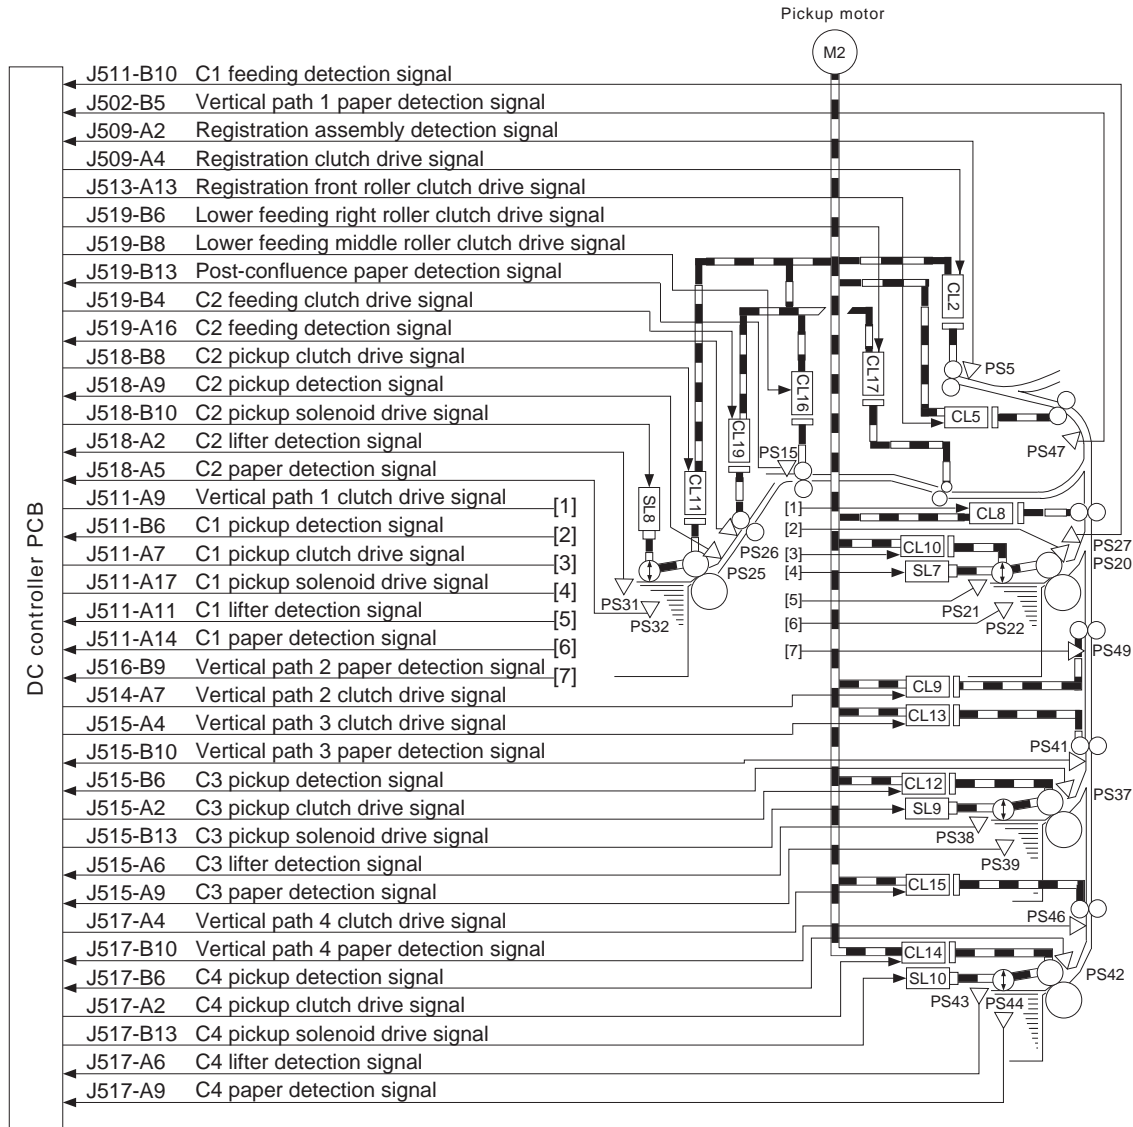 Pickup motor
M2
DC controller PCB
J511-B10 C1 feeding detection signal
J502-B5 Vertical path 1 paper detection signal
J509-A2 Registration assembly detection signal
J509-A4 Registration clutch drive signal
J513-A13 Registration front roller clutch drive signal
J519-B6 Lower feeding right roller clutch drive signal
J519-B8 Lower feeding middle roller clutch drive signal
J519-B13 Post-confluence paper detection signal
J519-B4 C2 feeding clutch drive signal
J519-A16 C2 feeding detection signal
J518-B8 C2 pickup clutch drive signal
J518-A9 C2 pickup detection signal
J518-B10 C2 pickup solenoid drive signal
J518-A2 C2 lifter detection signal
J518-A5 C2 paper detection signal
J511-A9 Vertical path 1 clutch drive signal [1]
J511-B6 C1 pickup detection signal [2]
J511-A7 C1 pickup clutch drive signal [3]
J511-A17 C1 pickup solenoid drive signal [4]
J511-A11 C1 lifter detection signal [5]
J511-A14 C1 paper detection signal [6]
J516-B9 Vertical path 2 paper detection signal [7]
J514-A7 Vertical path 2 clutch drive signal
J515-A4 Vertical path 3 clutch drive signal
J515-B10 Vertical path 3 paper detection signal
J515-B6 C3 pickup detection signal
J515-A2 C3 pickup clutch drive signal
J515-B13 C3 pickup solenoid drive signal
J515-A6 C3 lifter detection signal
J515-A9 C3 paper detection signal
J517-A4 Vertical path 4 clutch drive signal
J517-B10 Vertical path 4 paper detection signal
J517-B6 C4 pickup detection signal
J517-A2 C4 pickup clutch drive signal
J517-B13 C4 pickup solenoid drive signal
J517-A6 C4 lifter detection signal
J517-A9 C4 paper detection signal
CL2
PS5
CL17
CL16
CL5
CL19
PS15
PS47
CL11
SL8
[1]
CL8
[2]
PS26
PS27
[3]
CL10
PS20
PS25
[4]
SL7
[5]
PS31
PS21
PS32
PS22
[6]
[7]
PS49
CL9
CL13
PS41
CL12
PS37
SL9
PS38
PS39
CL15
PS46
CL14
PS42
SL10
PS43
PS44